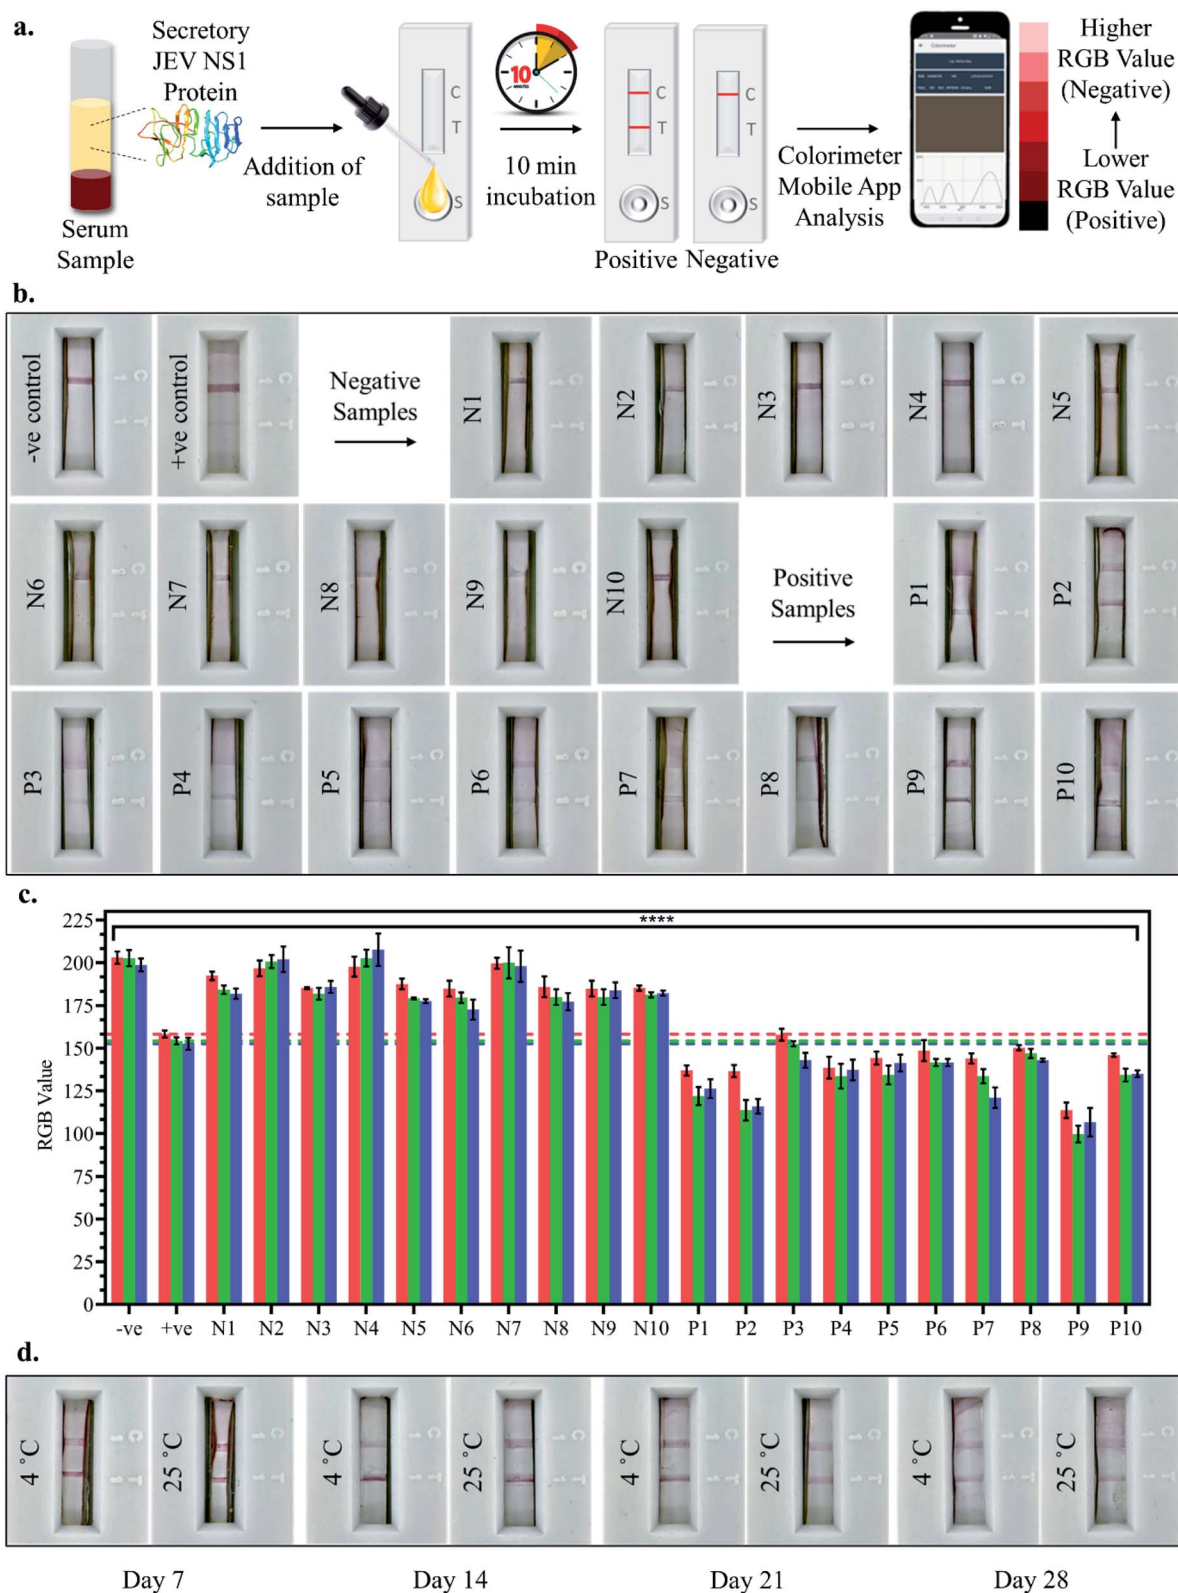 a.
Secretory
JEV NS1
Protein
Serum
Sample
Addition of
sample
C
T
S
10
MINUTES
10 min
incubation
C
T
S
Positive
C
T
S
Negative
Colorimeter
Mobile App
Analysis
Colorimeter
Higher
RGB Value
(Negative)
Lower
RGB Value
(Positive)
b.
-ve control
C
T
+ve control
C
T
Negative
Samples
N1
C
T
N2
C
T
N3
C
T
N4
C
T
N5
C
T
N6
C
T
N7
C
T
N8
C
T
N9
C
T
N10
C
T
Positive
Samples
P1
C
T
P2
C
T
P3
C
T
P4
C
T
P5
C
T
P6
C
T
P7
C
T
P8
C
T
P9
C
T
P10
C
T
c.
RGB Value
225
200
175
150
125
100
75
50
25
0
****
-ve +ve N1 N2 N3 N4 N5 N6 N7 N8 N9 N10 P1 P2 P3 P4 P5 P6 P7 P8 P9 P10
d.
4 °C
C
T
25 °C
C
T
4 °C
C
T
25 °C
C
T
4 °C
C
T
25 °C
C
T
4 °C
C
T
25 °C
C
T
Day 7 Day 14 Day 21 Day 28